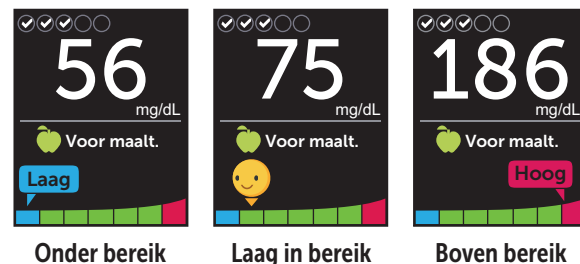 56
mg/dL
Voor maalt.
Laag
Onder bereik
75
mg/dL
Voor maalt.
Laag in bereik
186
mg/dL
Voor maalt.
Hoog
Boven bereik